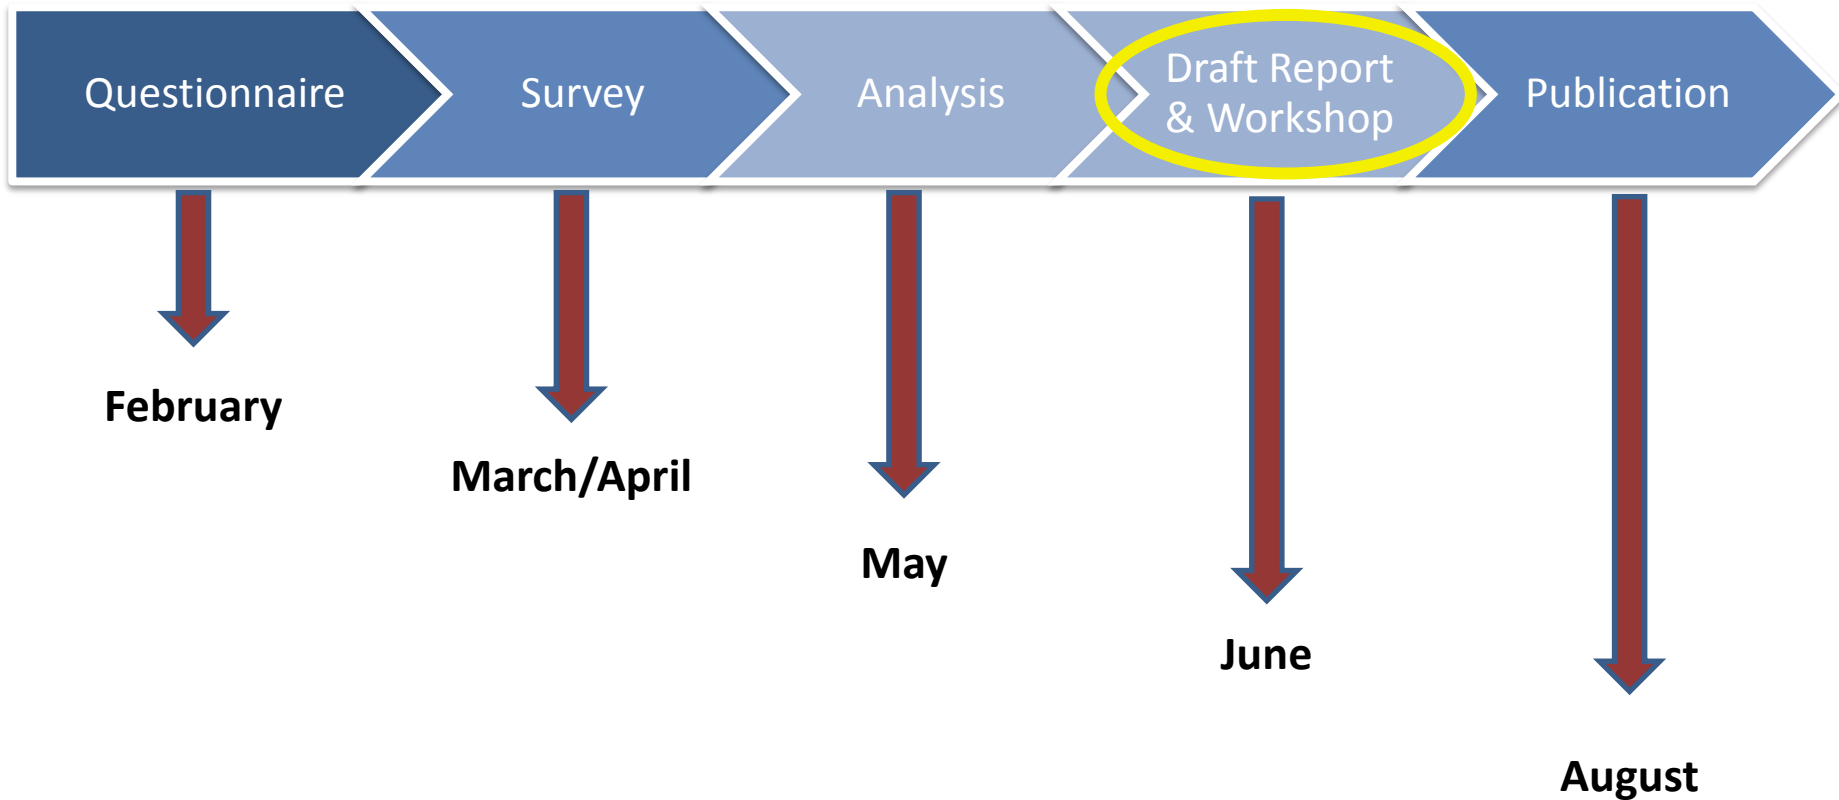 Questionnaire
Survey
Analysis
Draft Report
& Workshop
Publication
February
March/April
May
June
August